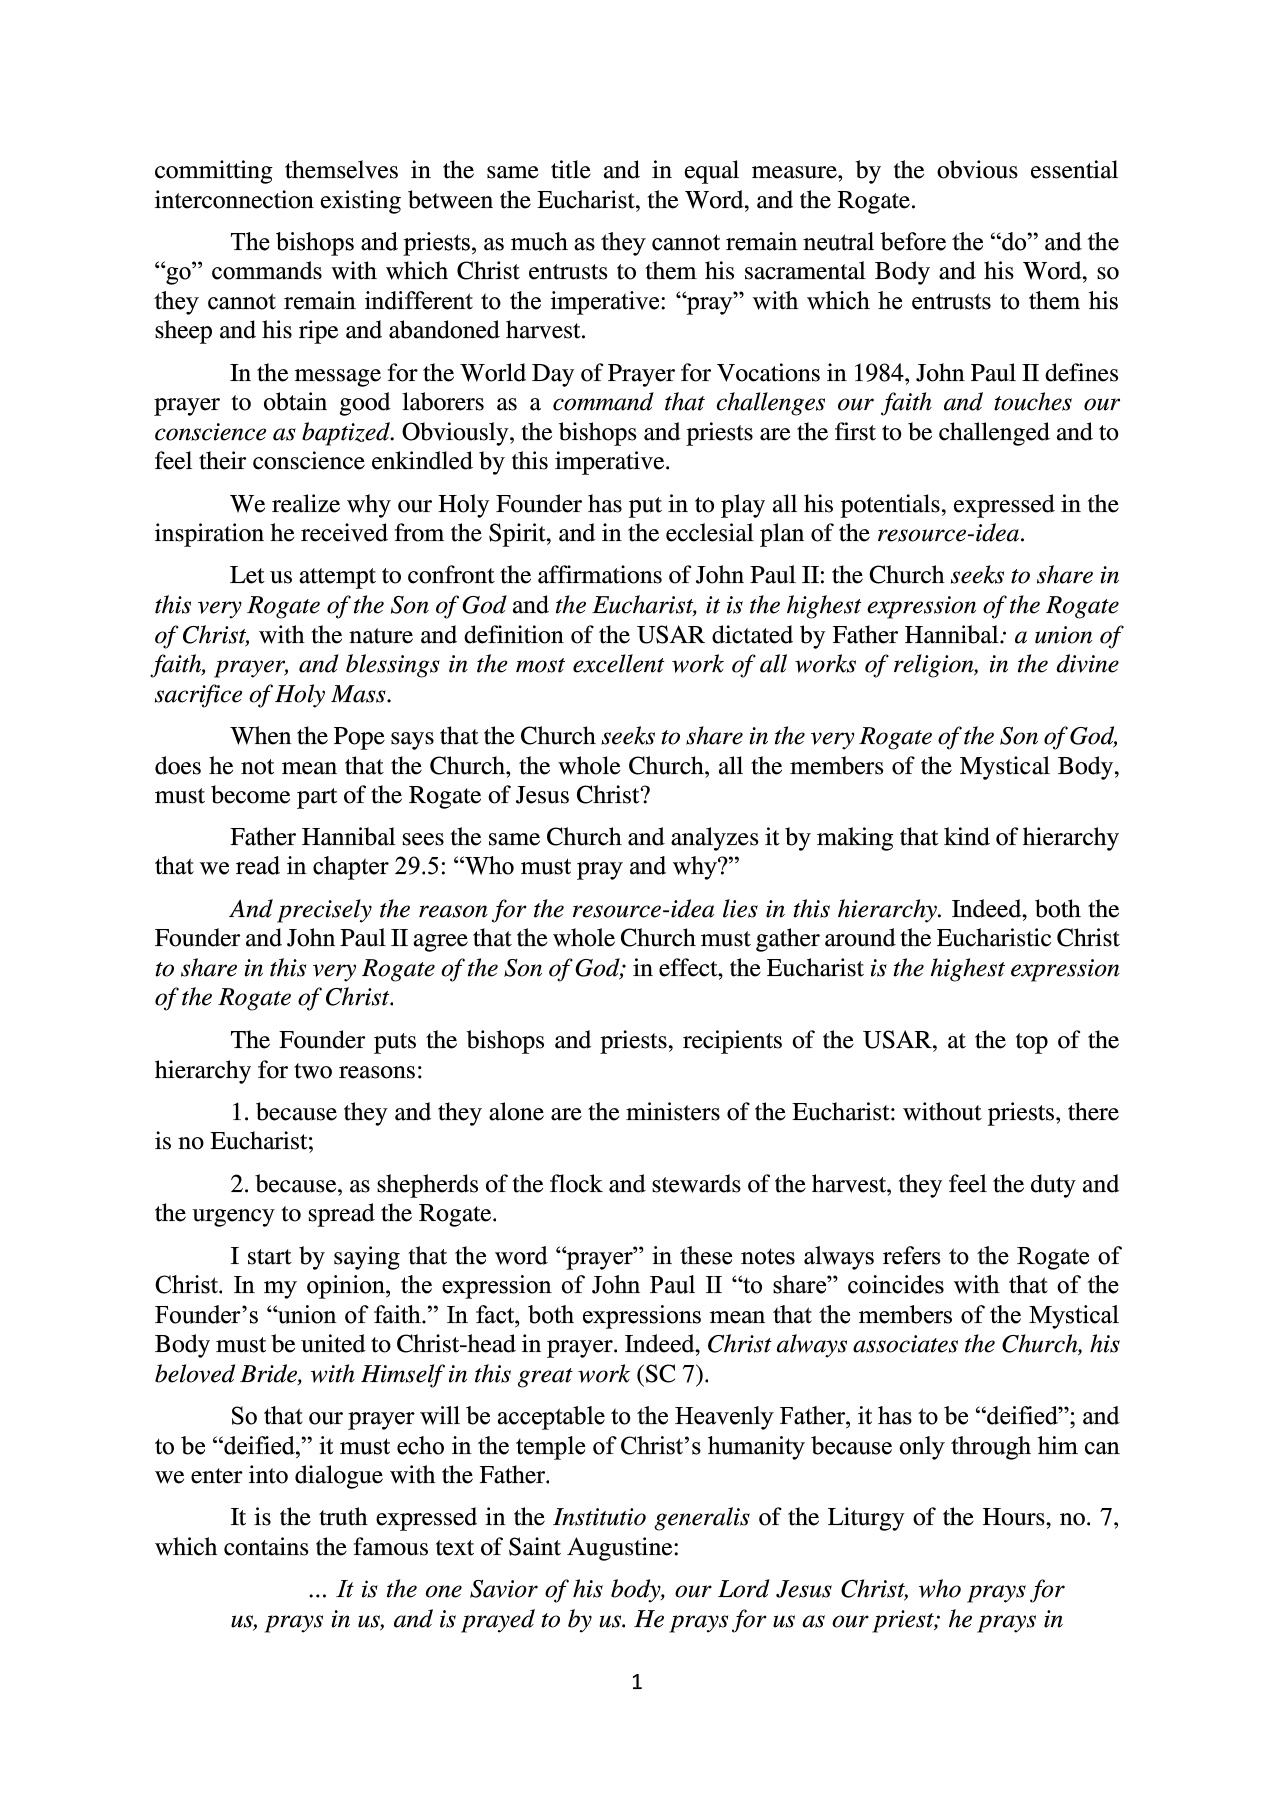 committing themselves in the same title and in equal measure, by the obvious essential
interconnection existing between the Eucharist, the Word, and the Rogate.
The bishops and priests, as much as they cannot remain neutral before the “do” and the
“go” commands with which Christ entrusts to them his sacramental Body and his Word, so
they cannot remain indifferent to the imperative: “pray” with which he entrusts to them his
sheep and his ripe and abandoned harvest.
In the message for the World Day of Prayer for Vocations in 1984, John Paul II defines
prayer to obtain good laborers as a command that challenges our faith and touches our
conscience as baptized. Obviously, the bishops and priests are the first to be challenged and to
feel their conscience enkindled by this imperative.
We realize why our Holy Founder has put in to play all his potentials, expressed in the
inspiration he received from the Spirit, and in the ecclesial plan of the resource-idea.
Let us attempt to confront the affirmations of John Paul II: the Church seeks to share in
this very Rogate of the Son of God and the Eucharist, it is the highest expression of the Rogate
of Christ, with the nature and definition of the USAR dictated by Father Hannibal: a union of
faith, prayer, and blessings in the most excellent work of all works of religion, in the divine
sacrifice of Holy Mass.
When the Pope says that the Church seeks to share in the very Rogate of the Son of God,
does he not mean that the Church, the whole Church, all the members of the Mystical Body,
must become part of the Rogate of Jesus Christ?
Father Hannibal sees the same Church and analyzes it by making that kind of hierarchy
that we read in chapter 29.5: “Who must pray and why?”
And precisely the reason for the resource-idea lies in this hierarchy. Indeed, both the
Founder and John Paul II agree that the whole Church must gather around the Eucharistic Christ
to share in this very Rogate of the Son of God; in effect, the Eucharist is the highest expression
of the Rogate of Christ.
The Founder puts the bishops and priests, recipients of the USAR, at the top of the
hierarchy for two reasons:
1. because they and they alone are the ministers of the Eucharist: without priests, there
is no Eucharist;
2. because, as shepherds of the flock and stewards of the harvest, they feel the duty and
the urgency to spread the Rogate.
I start by saying that the word “prayer” in these notes always refers to the Rogate of
Christ. In my opinion, the expression of John Paul II “to share” coincides with that of the
Founder’s “union of faith.” In fact, both expressions mean that the members of the Mystical
Body must be united to Christ-head in prayer. Indeed, Christ always associates the Church, his
beloved Bride, with Himself in this great work (SC 7).
So that our prayer will be acceptable to the Heavenly Father, it has to be “deified”; and
to be “deified,” it must echo in the temple of Christ’s humanity because only through him can
we enter into dialogue with the Father.
It is the truth expressed in the Institutio generalis of the Liturgy of the Hours, no. 7,
which contains the famous text of Saint Augustine:
... It is the one Savior of his body, our Lord Jesus Christ, who prays for
us, prays in us, and is prayed to by us. He prays for us as our priest; he prays in
1